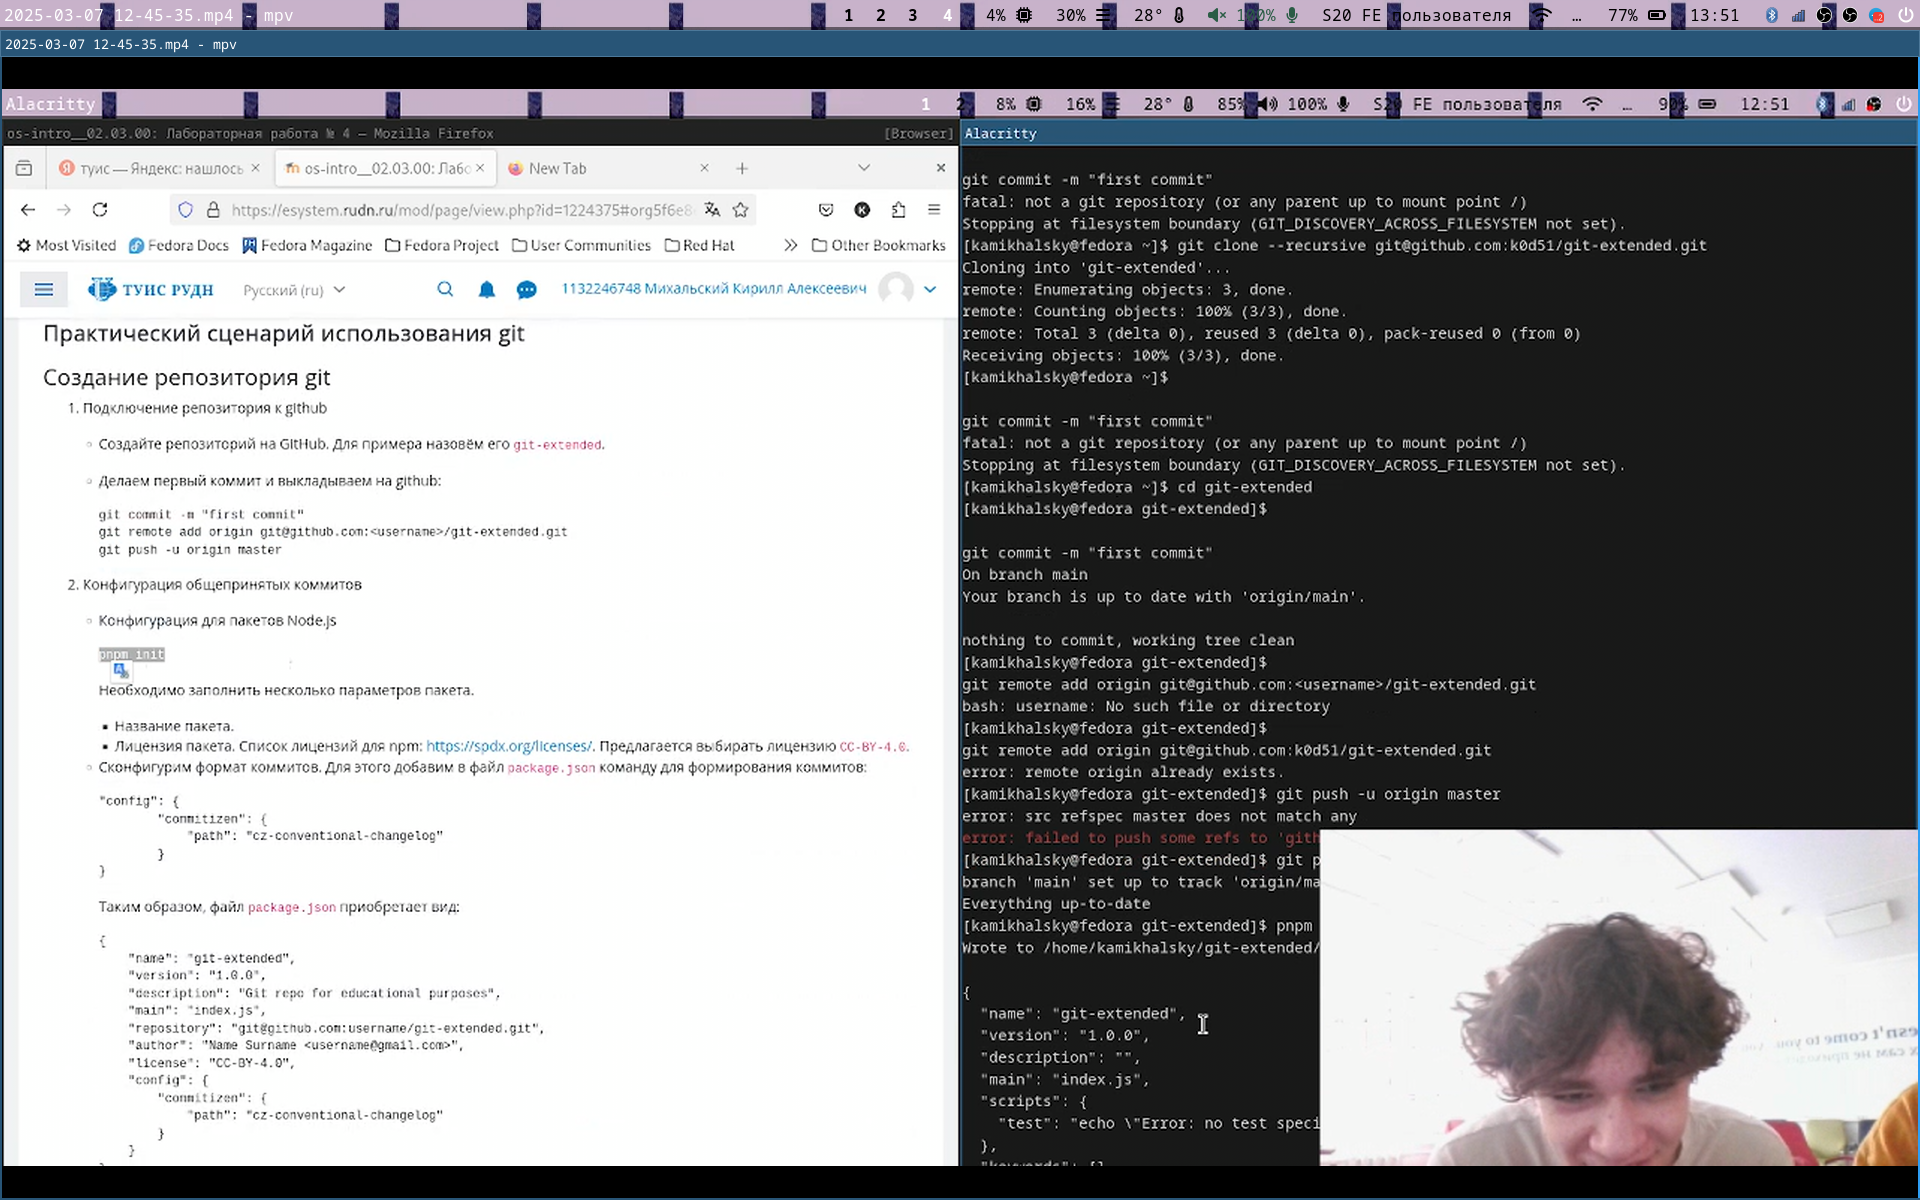 2025-03-07 12-45-35.mp4 - mpv
1 2 3 4 4% 30% 28° 100% S20 FE пользователя ... 77% 13:51
2025-03-07 12-45-35.mp4 - mpv
Alacritty
1 2 8% 16% 28° 85% 100% S20 FE пользователя ... 90% 12:51
os-intro__02.03.00: Лабораторная работа № 4 — Mozilla Firefox [Browser]
туис — Яндекс: нашлось
os-intro__02.03.00: Лабо
New Tab
https://esystem.rudn.ru/mod/page/view.php?id=1224375#org5f6e8
Most Visited Fedora Docs Fedora Magazine Fedora Project User Communities Red Hat Other Bookmarks
ТУИС РУДН Русский (ru) 1132246748 Михальский Кирилл Алексеевич
Практический сценарий использования git
Создание репозитория git
1. Подключение репозитория к github
Создайте репозиторий на GitHub. Для примера назовём его git-extended.
Делаем первый коммит и выкладываем на github:
git commit -m "first commit"
git remote add origin git@github.com:<username>/git-extended.git
git push -u origin master
2. Конфигурация общепринятых коммитов
Конфигурация для пакетов Node.js
pnpm init
Необходимо заполнить несколько параметров пакета.
Название пакета.
Лицензия пакета. Список лицензий для npm: https://spdx.org/licenses/. Предлагается выбирать лицензию CC-BY-4.0.
Сконфигурим формат коммитов. Для этого добавим в файл package.json команду для формирования коммитов:
"config": {
"commitizen": {
"path": "cz-conventional-changelog"
}
}
Таким образом, файл package.json приобретает вид:
{
"name": "git-extended",
"version": "1.0.0",
"description": "Git repo for educational purposes",
"main": "index.js",
"repository": "git@github.com:username/git-extended.git",
"author": "Name Surname <username@gmail.com>",
"license": "CC-BY-4.0",
"config": {
"commitizen": {
"path": "cz-conventional-changelog"
}
}
Alacritty
git commit -m "first commit"
fatal: not a git repository (or any parent up to mount point /)
Stopping at filesystem boundary (GIT_DISCOVERY_ACROSS_FILESYSTEM not set).
[kamikhalsky@fedora ~]$ git clone --recursive git@github.com:k0d51/git-extended.git
Cloning into 'git-extended'...
remote: Enumerating objects: 3, done.
remote: Counting objects: 100% (3/3), done.
remote: Total 3 (delta 0), reused 3 (delta 0), pack-reused 0 (from 0)
Receiving objects: 100% (3/3), done.
[kamikhalsky@fedora ~]$
git commit -m "first commit"
fatal: not a git repository (or any parent up to mount point /)
Stopping at filesystem boundary (GIT_DISCOVERY_ACROSS_FILESYSTEM not set).
[kamikhalsky@fedora ~]$ cd git-extended
[kamikhalsky@fedora git-extended]$
git commit -m "first commit"
On branch main
Your branch is up to date with 'origin/main'.
nothing to commit, working tree clean
[kamikhalsky@fedora git-extended]$
git remote add origin git@github.com:<username>/git-extended.git
bash: username: No such file or directory
[kamikhalsky@fedora git-extended]$
git remote add origin git@github.com:k0d51/git-extended.git
error: remote origin already exists.
[kamikhalsky@fedora git-extended]$ git push -u origin master
error: src refspec master does not match any
error: failed to push some refs to 'gith
[kamikhalsky@fedora git-extended]$ git p
branch 'main' set up to track 'origin/ma
Everything up-to-date
[kamikhalsky@fedora git-extended]$ pnpm
Wrote to /home/kamikhalsky/git-extended/
{
"name": "git-extended",
"version": "1.0.0",
"description": "",
"main": "index.js",
"scripts": {
"test": "echo \"Error: no test speci
},